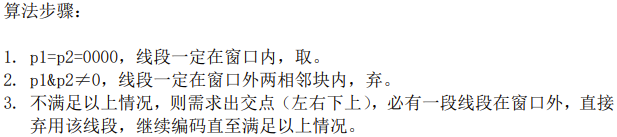 算法步骤：
1. p1=p2=0000，线段一定在窗口内，取。
2. p1&p2≠0，线段一定在窗口外两相邻块内，弃。
3. 不满足以上情况，则需求出交点（左右下上），必有一段线段在窗口外，直接
弃用该线段，继续编码直至满足以上情况。